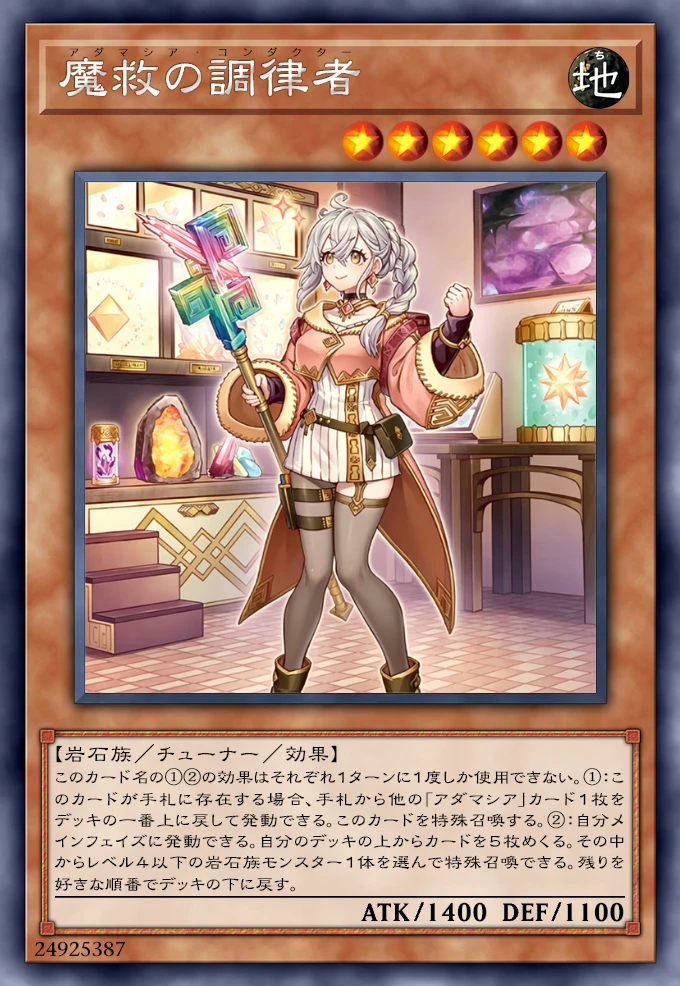 アダマシア・コンダクター
魔救の調律者
ち
地
【岩石族／チューナー／効果】
このカード名の①②の効果はそれぞれ１ターンに１度しか使用できない。①：こ
のカードが手札に存在する場合、手札から他の「アダマシア」カード１枚を
デッキの一番上に戻して発動できる。このカードを特殊召喚する。②：自分メ
インフェイズに発動できる。自分のデッキの上からカードを５枚めくる。その中
からレベル４以下の岩石族モンスター１体を選んで特殊召喚できる。残りを
好きな順番でデッキの下に戻す。
ATK/1400 DEF/1100
24925387